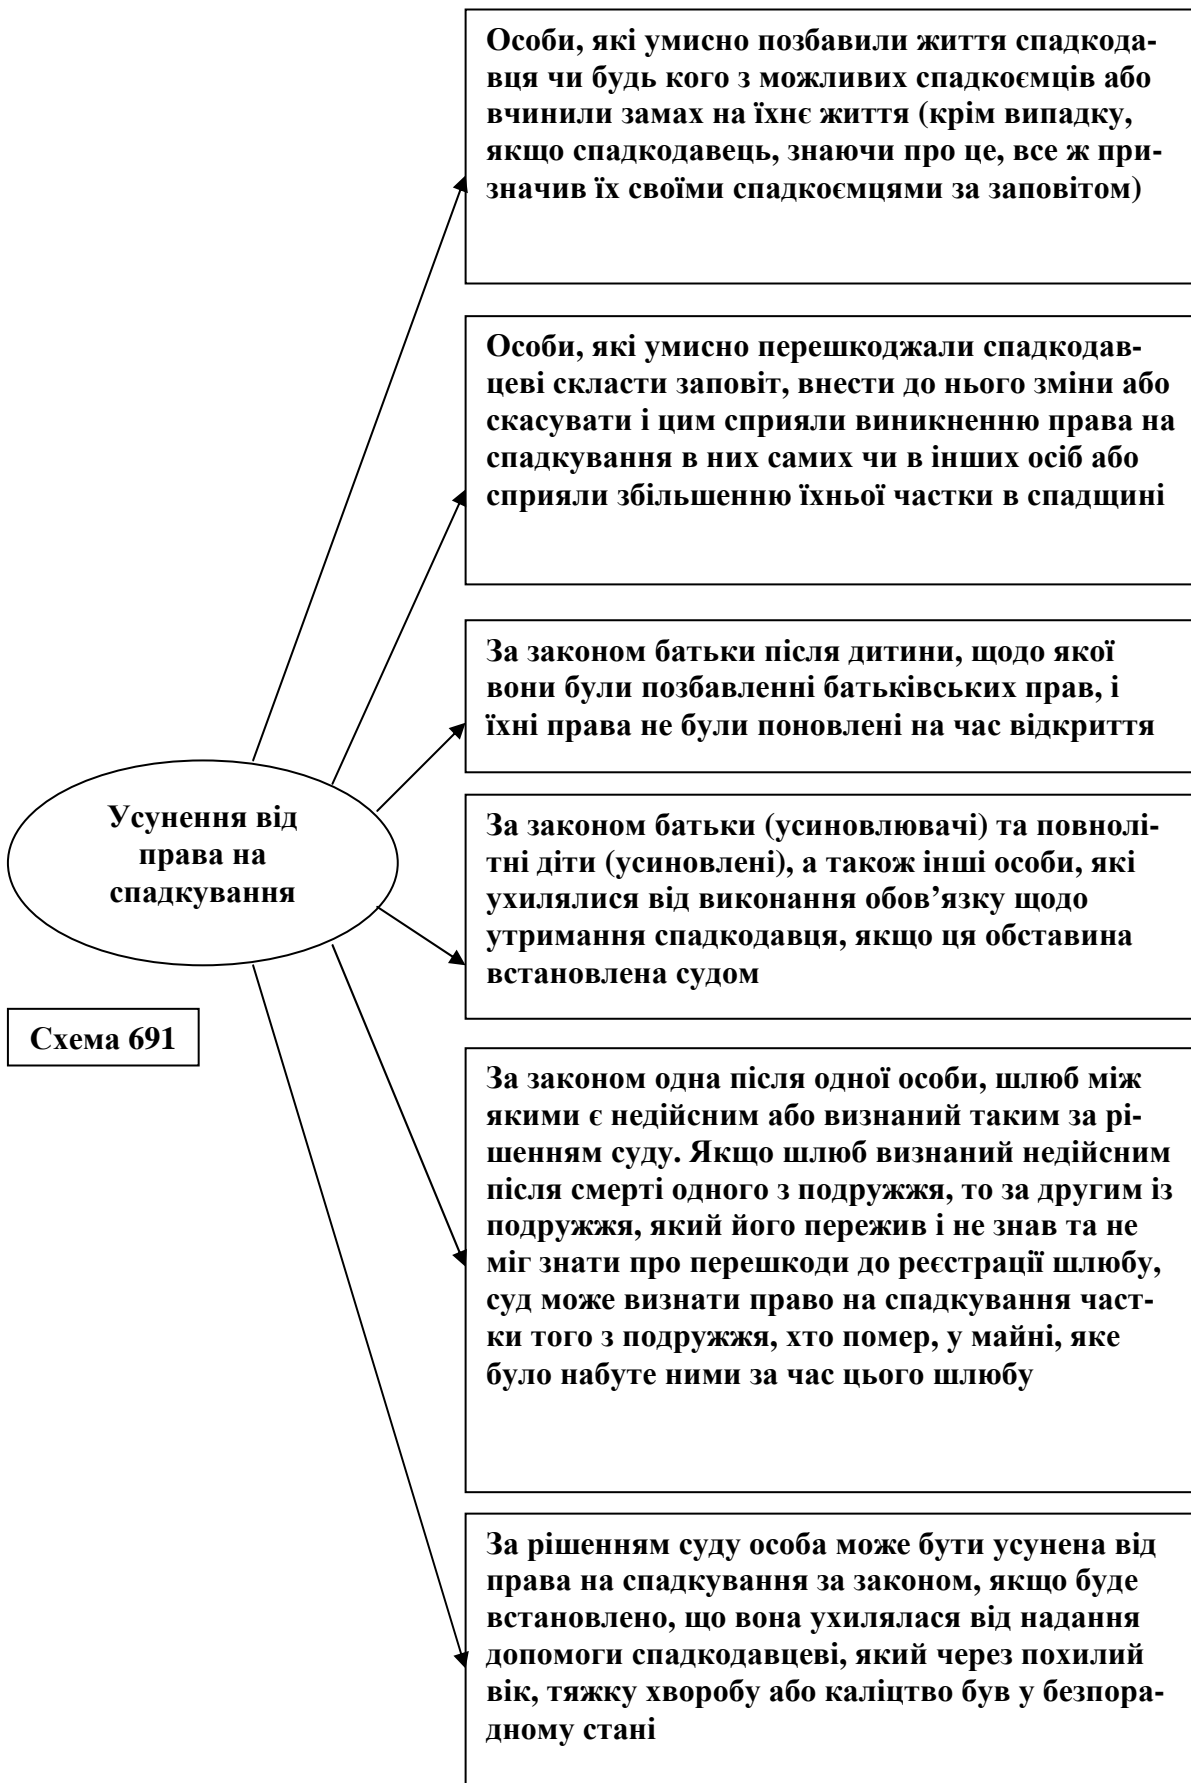 Особи, які умисно позбавили життя спадкода-
вця чи будь кого з можливих спадкоємців або
вчинили замах на їхнє життя (крім випадку,
якщо спадкодавець, знаючи про це, все ж при-
значив їх своїми спадкоємцями за заповітом)
Особи, які умисно перешкоджали спадкодав-
цеві скласти заповіт, внести до нього зміни або
скасувати і цим сприяли виникненню права на
спадкування в них самих чи в інших осіб або
сприяли збільшенню їхньої частки в спадщині
За законом батьки після дитини, щодо якої
вони були позбавленні батьківських прав, і
їхні права не були поновлені на час відкриття
Усунення від
права на
спадкування
За законом батьки (усиновлювачі) та повнолі-
тні діти (усиновлені), а також інші особи, які
ухилялися від виконання обов’язку щодо
утримання спадкодавця, якщо ця обставина
встановлена судом
Схема 691
За законом одна після одної особи, шлюб між
якими є недійсним або визнаний таким за рі-
шенням суду. Якщо шлюб визнаний недійсним
після смерті одного з подружжя, то за другим із
подружжя, який його пережив і не знав та не
міг знати про перешкоди до реєстрації шлюбу,
суд може визнати право на спадкування част-
ки того з подружжя, хто помер, у майні, яке
було набуте ними за час цього шлюбу
За рішенням суду особа може бути усунена від
права на спадкування за законом, якщо буде
встановлено, що вона ухилялася від надання
допомоги спадкодавцеві, який через похилий
вік, тяжку хворобу або каліцтво був у безпора-
дному стані